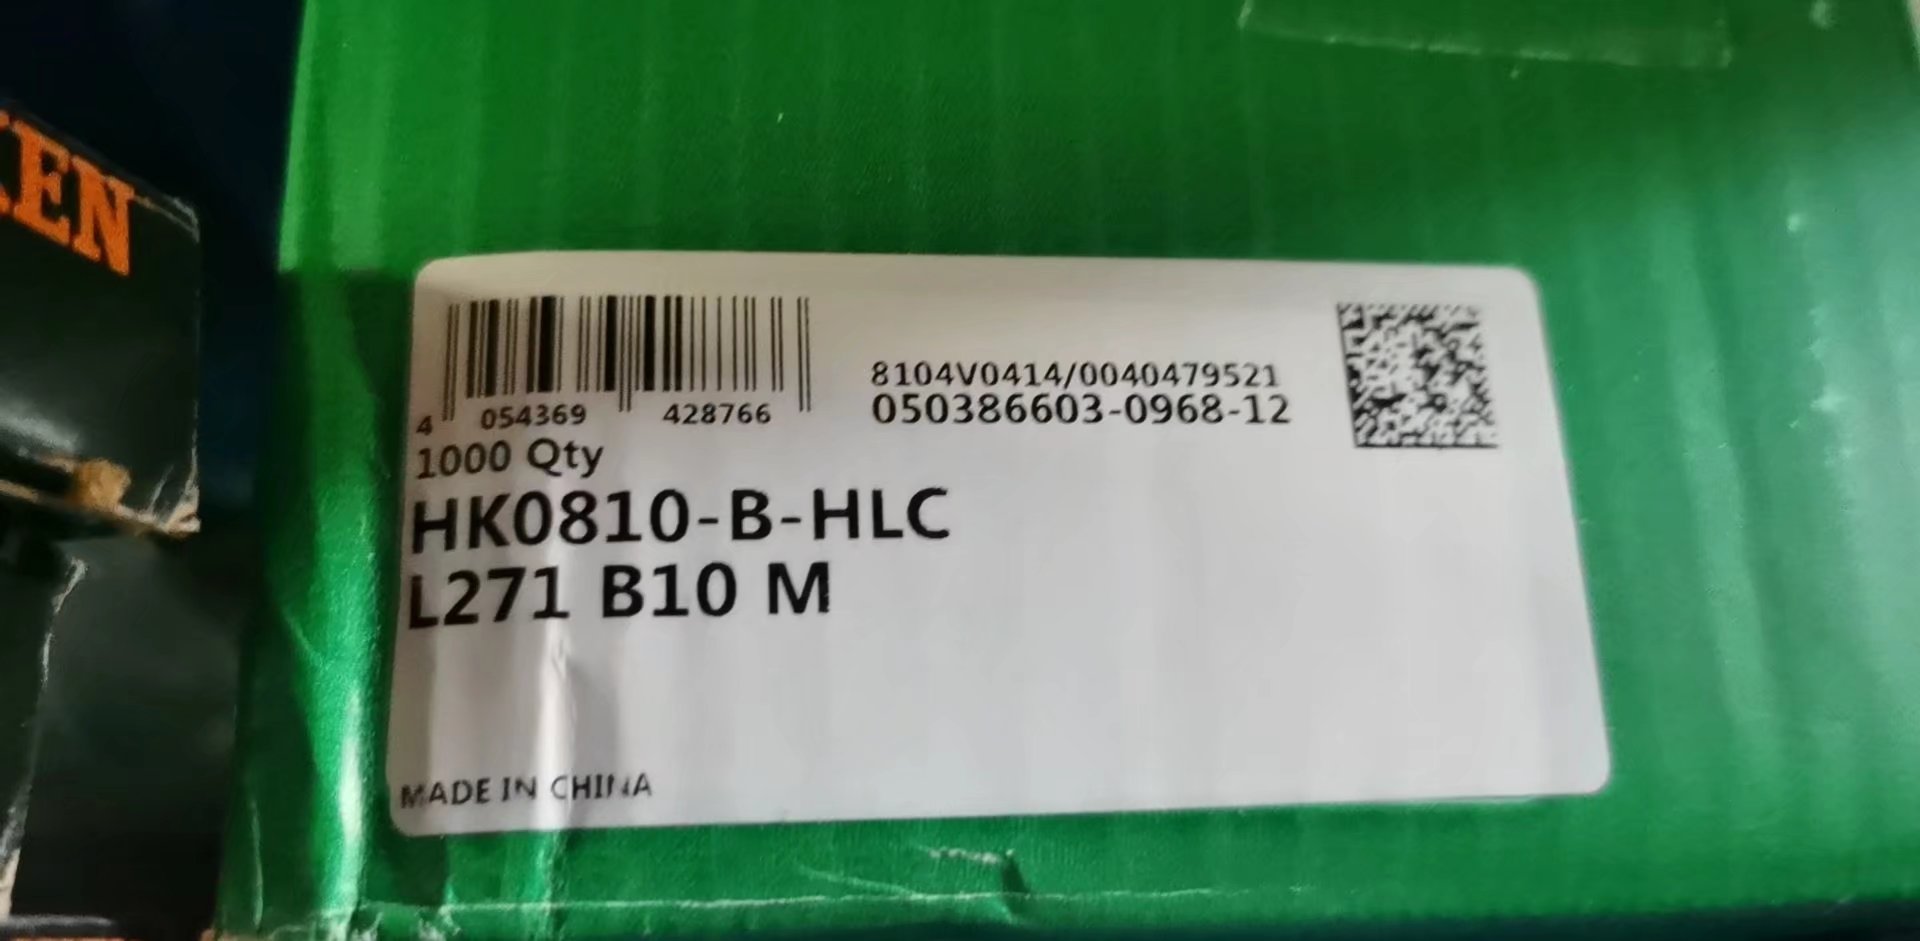 KEN
4 054369 428766
8104V0414/0040479521
050386603-0968-12
1000 Qty
HK0810-B-HLC
L271 B10 M
MADE IN CHINA